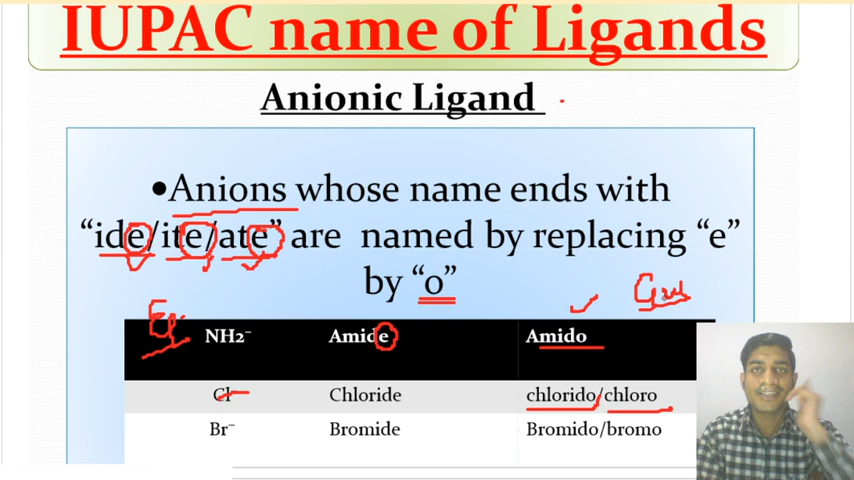 IUPAC name of Ligands
Anionic Ligand
•Anions whose name ends with
“ide/ite/ate” are named by replacing “e”
by “o”
NH2⁻ Amide Amido
Cl⁻ Chloride chlorido/chloro
Br⁻ Bromide Bromido/bromo